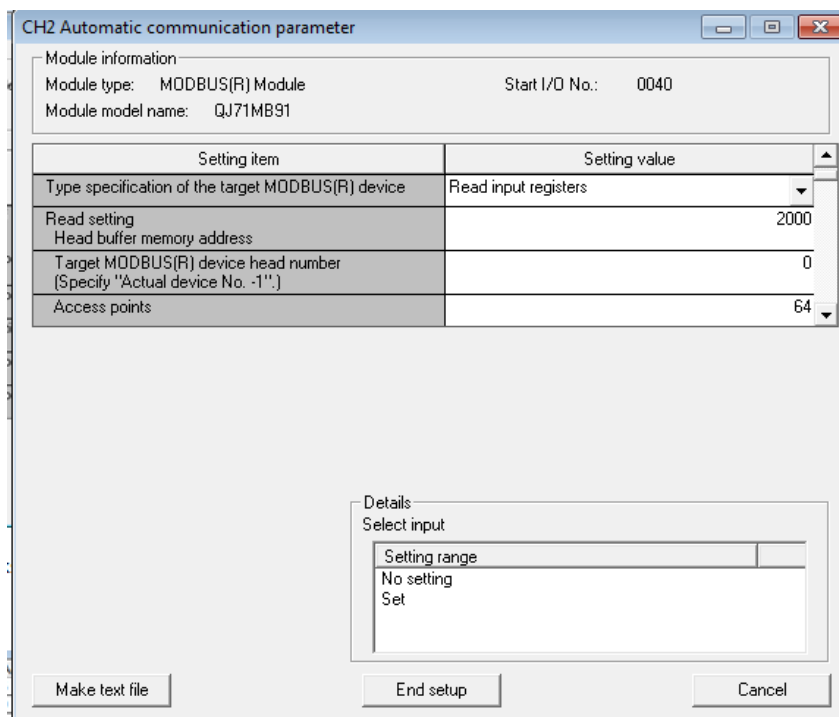 CH2 Automatic communication parameter
Module information
Module type: MODBUS(R) Module Start I/O No.: 0040
Module model name: QJ71MB91
Setting item Setting value
Type specification of the target MODBUS(R) device Read input registers
Read setting
Head buffer memory address 2000
Target MODBUS(R) device head number
(Specify "Actual device No. -1".) 0
Access points 64
Details
Select input
Setting range
No setting
Set
Make text file End setup Cancel